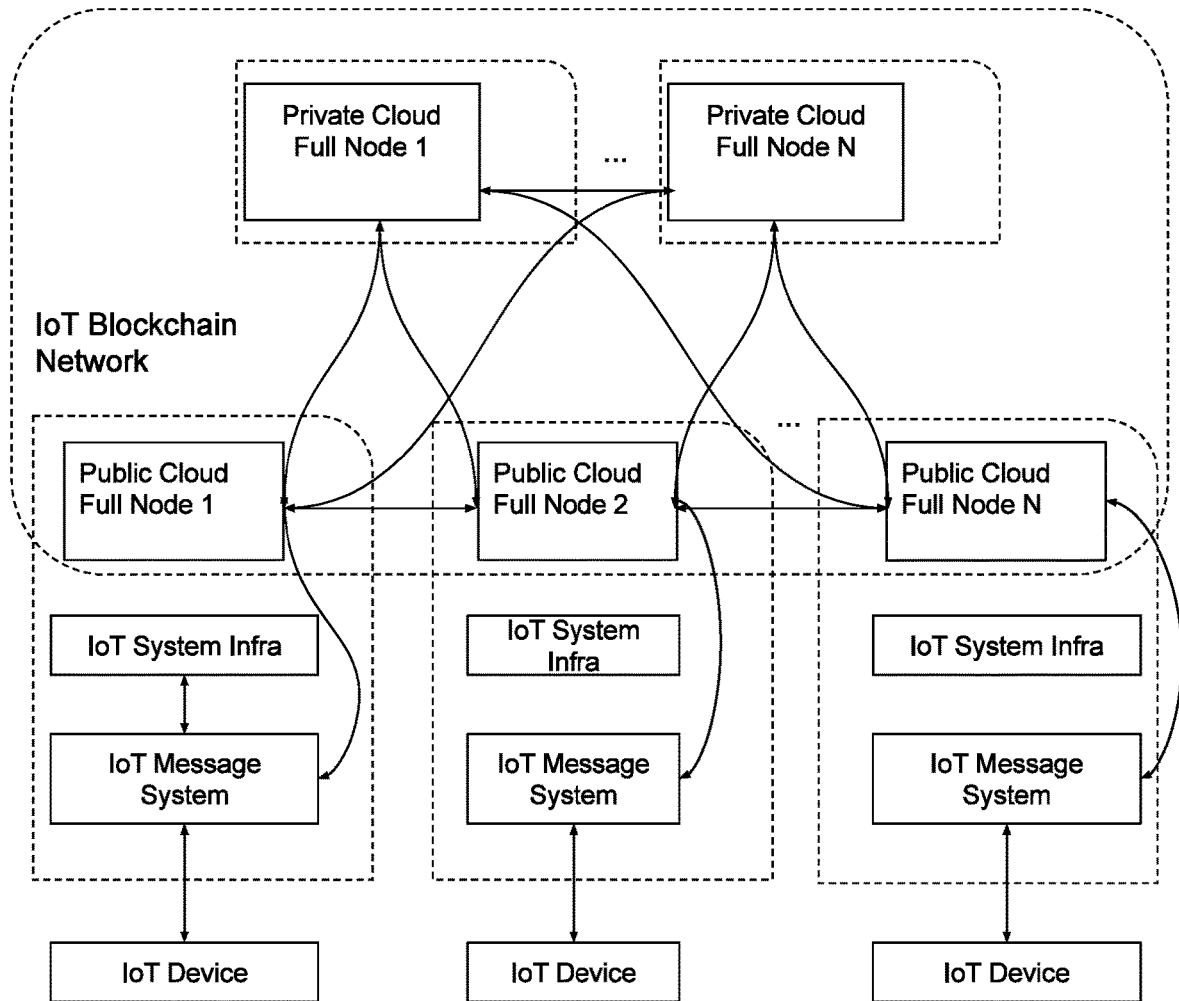 Private Cloud
Full Node 1
...
Private Cloud
Full Node N
IoT Blockchain
Network
Public Cloud
Full Node 1
Public Cloud
Full Node 2
...
Public Cloud
Full Node N
IoT System Infra
IoT System
Infra
IoT System Infra
IoT Message
System
IoT Message
System
IoT Message
System
IoT Device
IoT Device
IoT Device